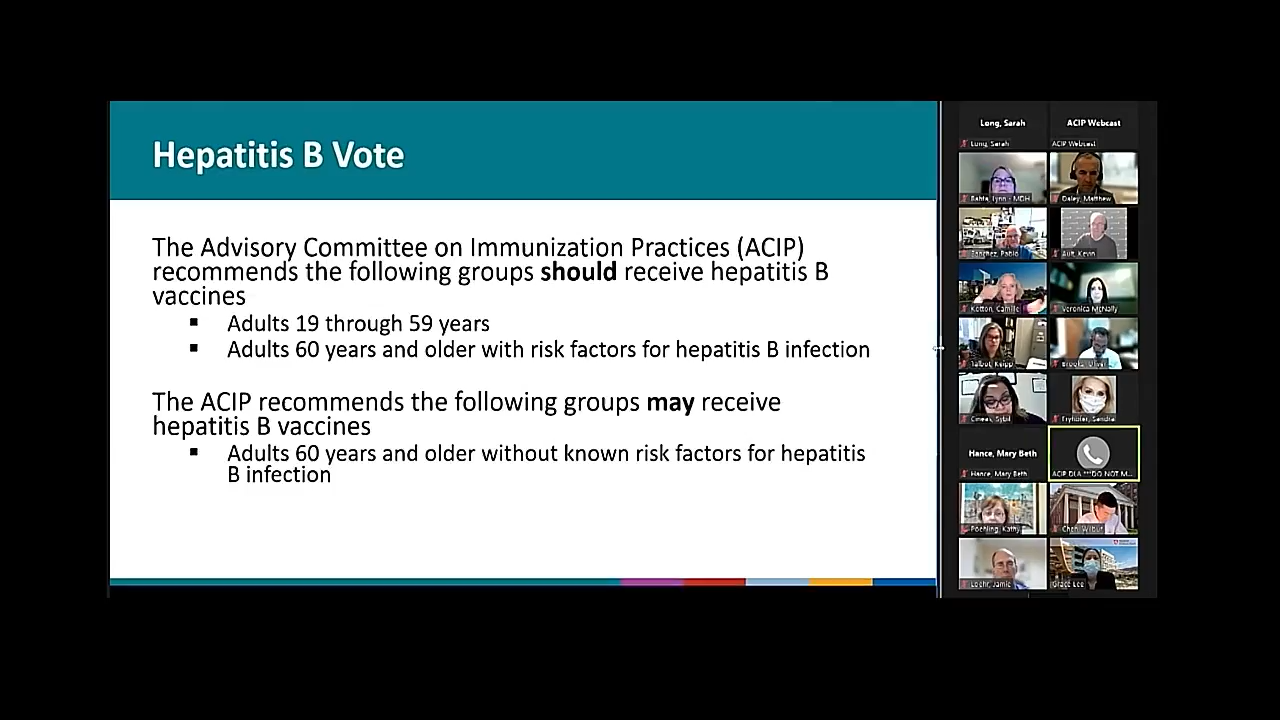 Hepatitis B Vote
The Advisory Committee on Immunization Practices (ACIP)
recommends the following groups should receive hepatitis B
vaccines
▪ Adults 19 through 59 years
▪ Adults 60 years and older with risk factors for hepatitis B infection
The ACIP recommends the following groups may receive
hepatitis B vaccines
▪ Adults 60 years and older without known risk factors for hepatitis
B infection
Long, Sarah
Long, Sarah
ACIP Webcast
ACIP Webcast
Bahta, Lynn - MDH
Daley, Matthew
Sanchez, Pablo
Ault, Kevin
Kotton, Camille
Veronica McNally
Talbot, Keipp
Brooks, Oliver
Cineas, Sybil
Fryhofer, Sandra
Hance, Mary Beth
Hance, Mary Beth
ACIP DLA ***DO NOT M...
Poehling, Kathy
Chen, Wilbur
Loehr, Jamie
Grace Lee